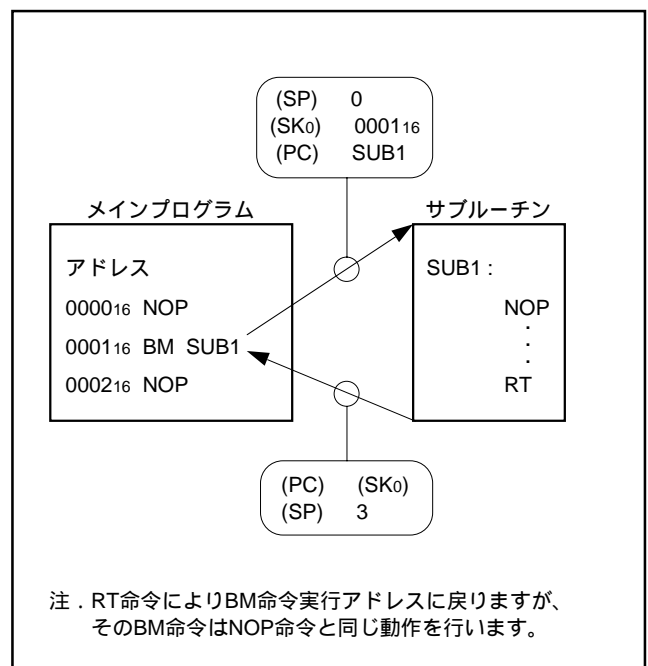 (SP) 0
(SK0) 000116
(PC) SUB1
メインプログラム
サブルーチン
アドレス
000016 NOP
000116 BM SUB1
000216 NOP
SUB1 :
NOP
・
・
・
RT
(PC) (SK0)
(SP) 3
注．RT命令によりBM命令実行アドレスに戻りますが、
そのBM命令はNOP命令と同じ動作を行います。